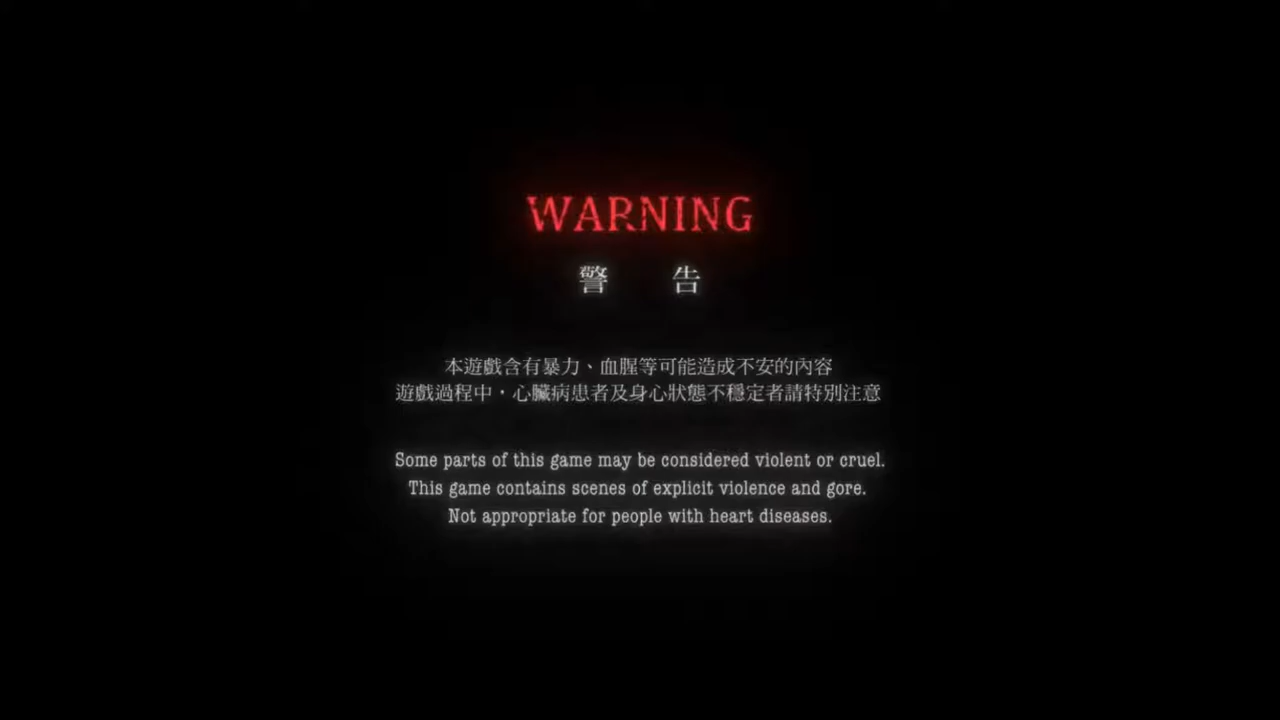 WARNING
警 告
本遊戲含有暴力、血腥等可能造成不安的內容
遊戲過程中，心臟病患者及身心狀態不穩定者請特別注意
Some parts of this game may be considered violent or cruel.
This game contains scenes of explicit violence and gore.
Not appropriate for people with heart diseases.